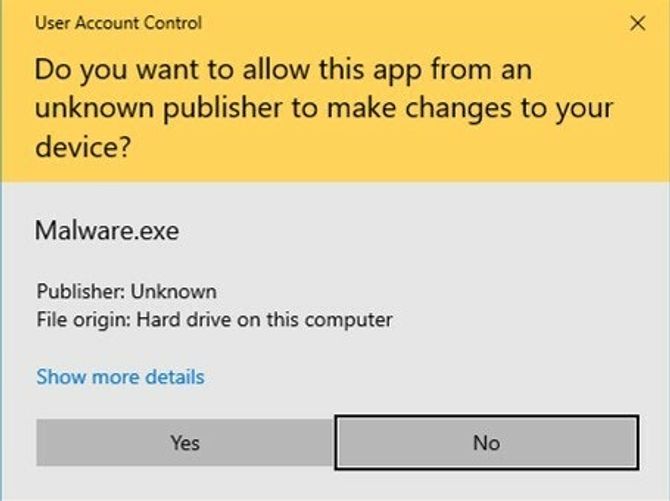 User Account Control
Do you want to allow this app from an
unknown publisher to make changes to your
device?
Malware.exe
Publisher: Unknown
File origin: Hard drive on this computer
Show more details
Yes
No